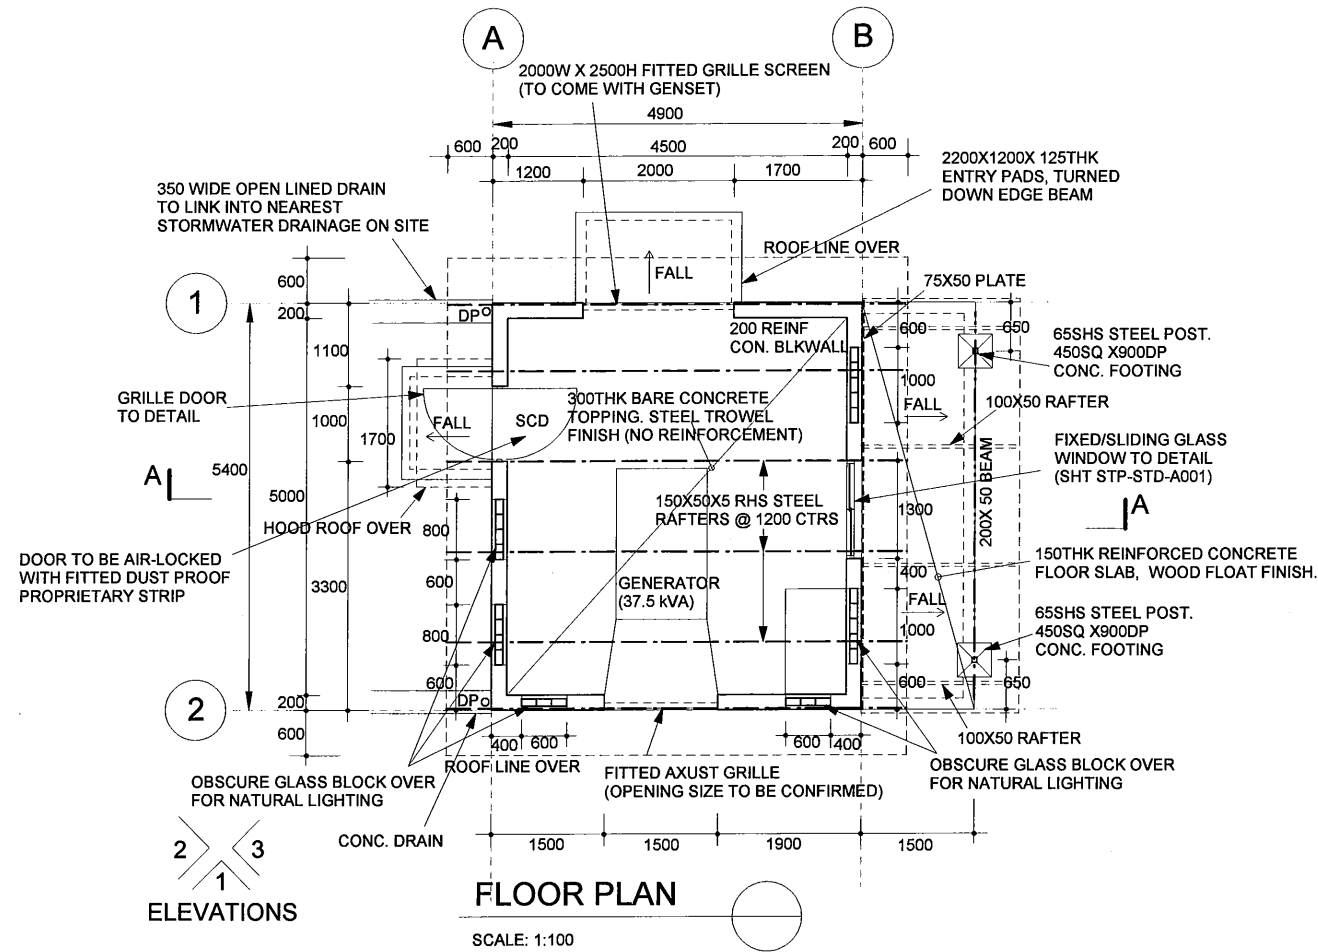 A
B
2000W X 2500H FITTED GRILLE SCREEN
(TO COME WITH GENSET)
4900
600
200
4500
200
600
1200
2000
1700
2200X1200X 125THK
ENTRY PADS, TURNED
DOWN EDGE BEAM
350 WIDE OPEN LINED DRAIN
TO LINK INTO NEAREST
STORMWATER DRAINAGE ON SITE
ROOF LINE OVER
FALL
75X50 PLATE
600
200
1
DP
200 REINF
CON. BLKWALL
600
650
65SHS STEEL POST.
450SQ X900DP
CONC. FOOTING
1100
1000
GRILLE DOOR
TO DETAIL
300THK BARE CONCRETE
TOPPING. STEEL TROWEL
FINISH (NO REINFORCEMENT)
FALL
SCD
1000
1700
FALL
100X50 RAFTER
FIXED/SLIDING GLASS
WINDOW TO DETAIL
(SHT STP-STD-A001)
A
5400
5000
HOOD ROOF OVER
800
150X50X5 RHS STEEL
RAFTERS @ 1200 CTRS
1300
200X 50 BEAM
A
DOOR TO BE AIR-LOCKED
WITH FITTED DUST PROOF
PROPRIETARY STRIP
3300
600
GENERATOR
(37.5 kVA)
400
150THK REINFORCED CONCRETE
FLOOR SLAB, WOOD FLOAT FINISH.
FALL
800
1000
65SHS STEEL POST.
450SQ X900DP
CONC. FOOTING
600
600
650
2
200
600
DP
400
600
600
400
100X50 RAFTER
ROOF LINE OVER
OBSCURE GLASS BLOCK OVER
FOR NATURAL LIGHTING
FITTED AXUST GRILLE
(OPENING SIZE TO BE CONFIRMED)
OBSCURE GLASS BLOCK OVER
FOR NATURAL LIGHTING
CONC. DRAIN
1500
1500
1900
1500
2
3
1
ELEVATIONS
FLOOR PLAN
SCALE: 1:100